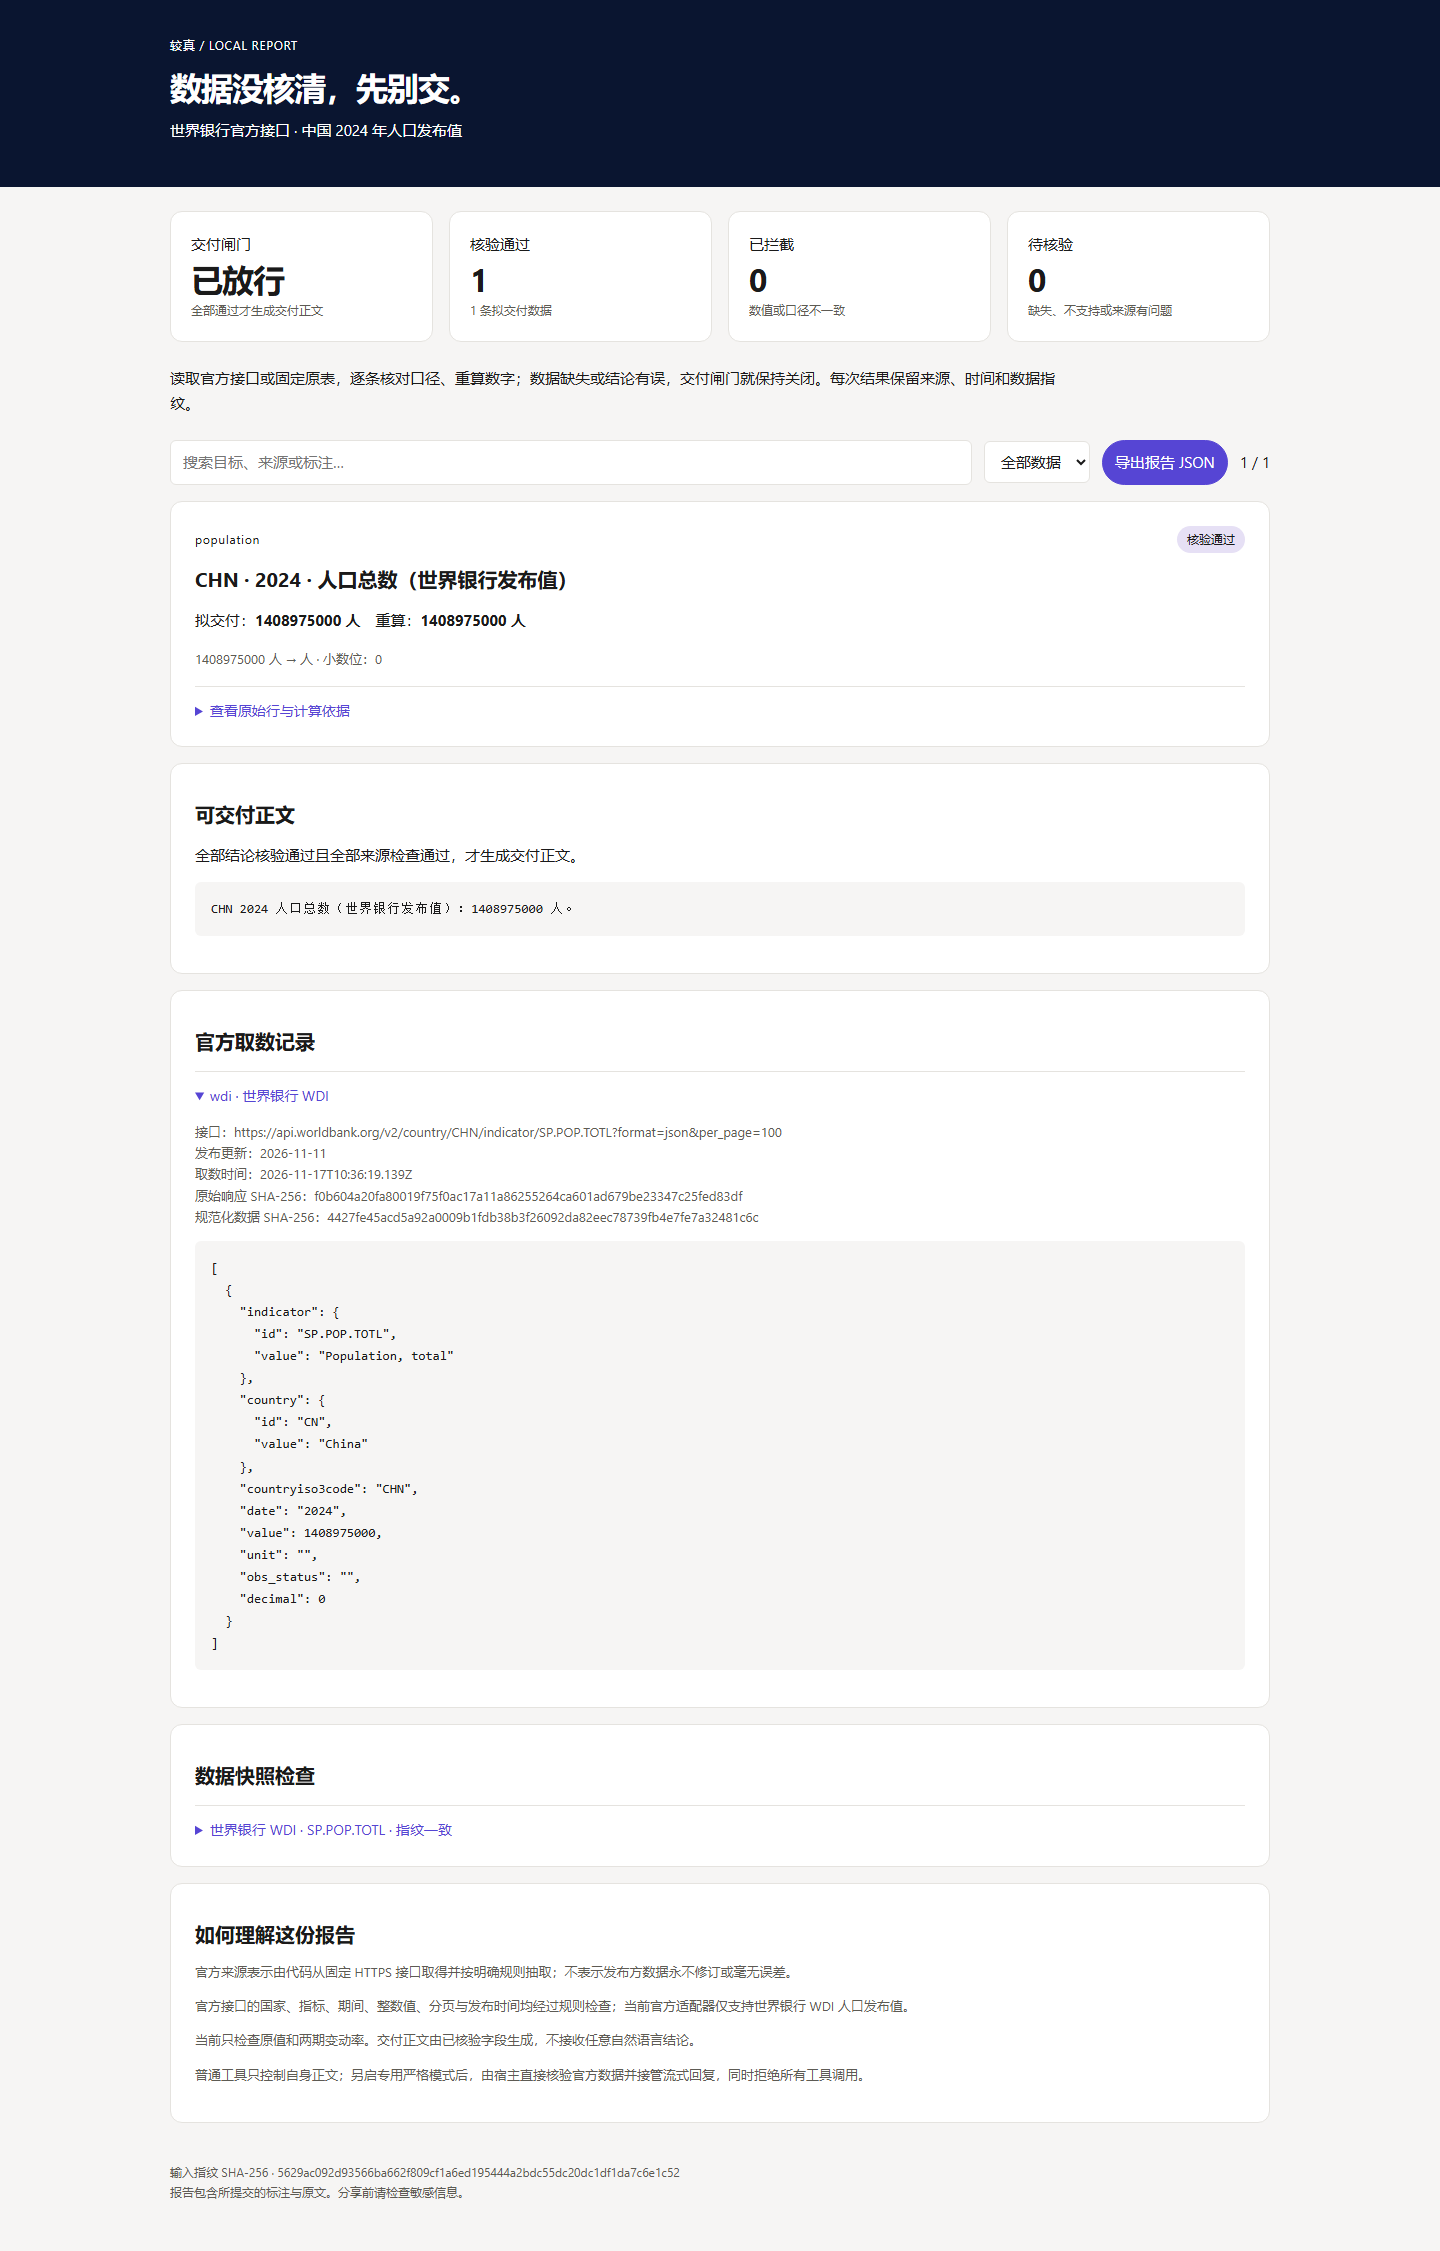 较真 / LOCAL REPORT
数据没核清，先别交。
世界银行官方接口 · 中国 2024 年人口发布值
交付闸门
已放行
全部通过才生成交付正文
核验通过
1
1 条拟交付数据
已拦截
0
数值或口径不一致
待核验
0
缺失、不支持或来源有问题
读取官方接口或固定原表，逐条核对口径、重算数字；数据缺失或结论有误，交付闸门就保持关闭。每次结果保留来源、时间和数据指
纹。
搜索目标、来源或标注...
全部数据
导出报告 JSON
1 / 1
population
核验通过
CHN · 2024 · 人口总数（世界银行发布值）
拟交付：1408975000 人 重算：1408975000 人
1408975000 人 → 人 · 小数位：0
查看原始行与计算依据
可交付正文
全部结论核验通过且全部来源检查通过，才生成交付正文。
CHN 2024 人口总数（世界银行发布值）：1408975000 人。
官方取数记录
wdi · 世界银行 WDI
接口：https://api.worldbank.org/v2/country/CHN/indicator/SP.POP.TOTL?format=json&per_page=100
发布更新：2026-11-11
取数时间：2026-11-17T10:36:19.139Z
原始响应 SHA-256：f0b604a20fa80019f75f0ac17a11a86255264ca601ad679be23347c25fed83df
规范化数据 SHA-256：4427fe45acd5a92a0009b1fdb38b3f26092da82eec78739fb4e7fe7a32481c6c
[
{
"indicator": {
"id": "SP.POP.TOTL",
"value": "Population, total"
},
"country": {
"id": "CN",
"value": "China"
},
"countryiso3code": "CHN",
"date": "2024",
"value": 1408975000,
"unit": "",
"obs_status": "",
"decimal": 0
}
]
数据快照检查
世界银行 WDI · SP.POP.TOTL · 指纹一致
如何理解这份报告
官方来源表示由代码从固定 HTTPS 接口取得并按明确规则抽取；不表示发布方数据永不修订或毫无误差。
官方接口的国家、指标、期间、整数值、分页与发布时间均经过规则检查；当前官方适配器仅支持世界银行 WDI 人口发布值。
当前只检查原值和两期变动率。交付正文由已核验字段生成，不接收任意自然语言结论。
普通工具只控制自身正文；另启专用严格模式后，由宿主直接核验官方数据并接管流式回复，同时拒绝所有工具调用。
输入指纹 SHA-256 · 5629ac092d93566ba662f809cf1a6ed195444a2bdc55dc20dc1df1da7c6e1c52
报告包含所提交的标注与原文。分享前请检查敏感信息。